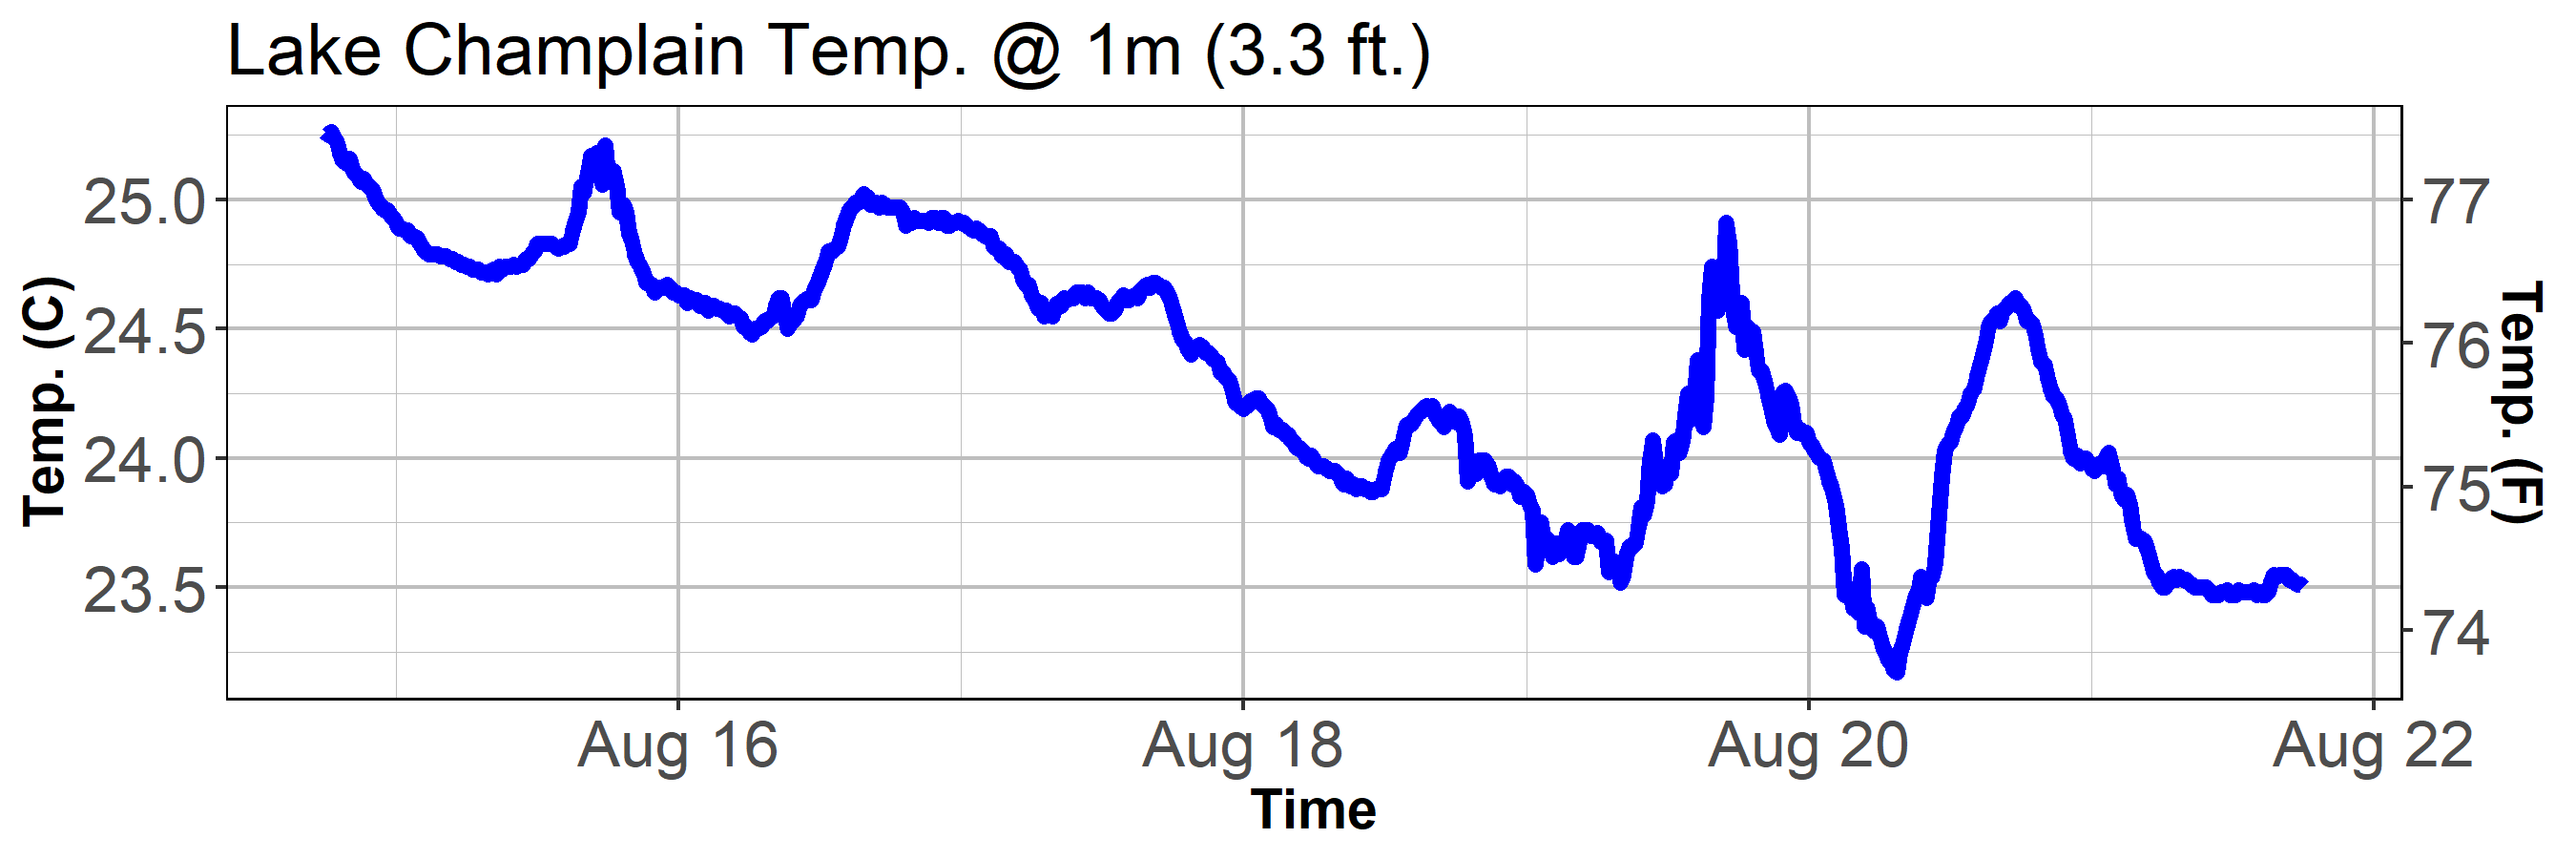 Lake Champlain Temp. @ 1m (3.3 ft.)
Temp. (C)
25.0
24.5
24.0
23.5
77
76
75
74
Temp. (F)
Aug 16 Aug 18 Aug 20 Aug 22
Time